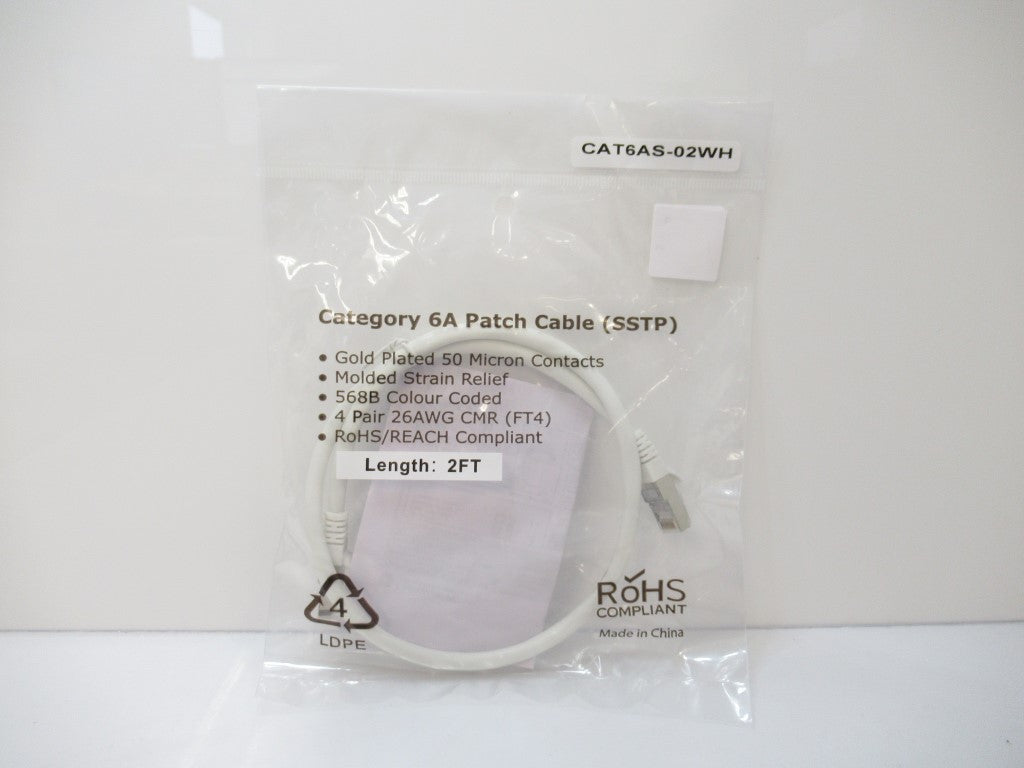 CAT6AS-02WH
Category 6A Patch Cable (SSTP)
• Gold Plated 50 Micron Contacts
• Molded Strain Relief
• 568B Colour Coded
• 4 Pair 26AWG CMR (FT4)
• RoHS/REACH Compliant
Length: 2FT
4
LDPE
RoHS
COMPLIANT
Made in China